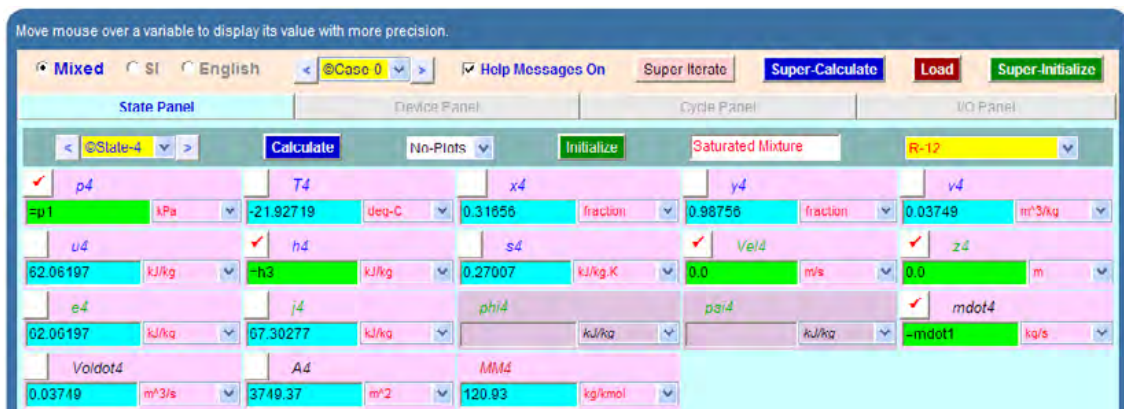 Move mouse over a variable to display its value with more precision.
Mixed SI English < ©Case-0 > Help Messages On Super-Iterate Super-Calculate Load Super-Initialize
State Panel Device Panel Cycle Panel I/O Panel
< ©State-4 > Calculate No-Plots Initialize Saturated Mixture R-12
p4 T4 x4 y4 v4
=p1 kPa -21.92719 deg-C 0.31656 fraction 0.98756 fraction 0.03749 m^3/kg
u4 h4 s4 Vel4 z4
62.06197 kJ/kg =h3 kJ/kg 0.27007 kJ/kg.K 0.0 m/s 0.0 m
e4 j4 phi4 psi4 mdot4
62.06197 kJ/kg 67.30277 kJ/kg kJ/kg kJ/kg =mdot1 kg/s
Voldot4 A4 MM4
0.03749 m^3/s 3749.37 m^2 120.93 kg/kmol